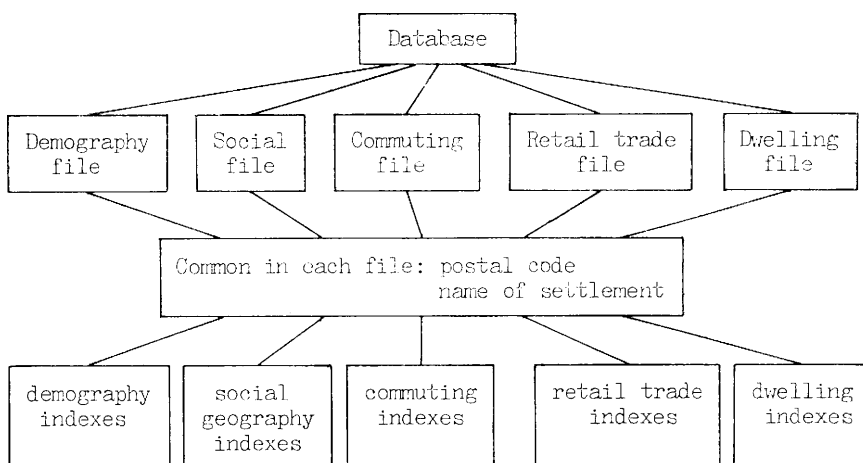 Database
Demography
file
Social
file
Commuting
file
Retail trade
file
Dwelling
file
Common in each file: postal code
name of settlement
demography
indexes
social
geography
indexes
commuting
indexes
retail trade
indexes
dwelling
indexes